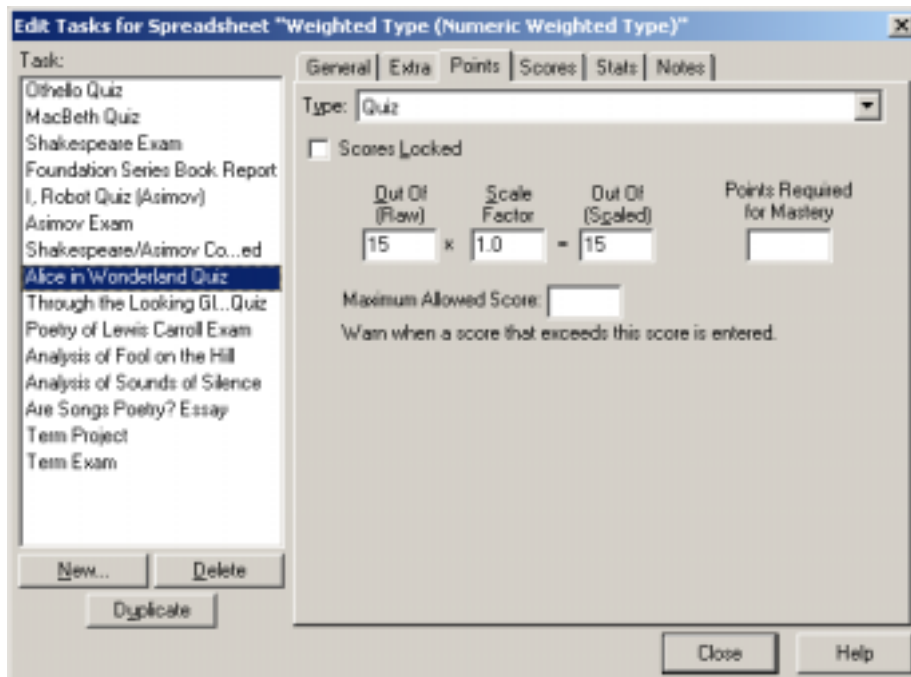 Edit Tasks for Spreadsheet "Weighted Type (Numeric Weighted Type)"
Task:
Othello Quiz
MacBeth Quiz
Shakespeare Exam
Foundation Series Book Report
I, Robot Quiz (Asimov)
Asimov Exam
Shakespeare/Asimov Co...ed
Alice in Wonderland Quiz
Through the Looking Gl...Quiz
Poetry of Lewis Carroll Exam
Analysis of Fool on the Hill
Analysis of Sounds of Silence
Are Songs Poetry? Essay
Term Project
Term Exam
New...
Delete
Duplicate
General Extra Points Scores Stats Notes
Type: Quiz
Scores Locked
Out Of Scale Out Of Points Required
(Raw) Factor (Scaled) for Mastery
15 x 1.0 = 15
Maximum Allowed Score:
Warn when a score that exceeds this score is entered.
Close Help